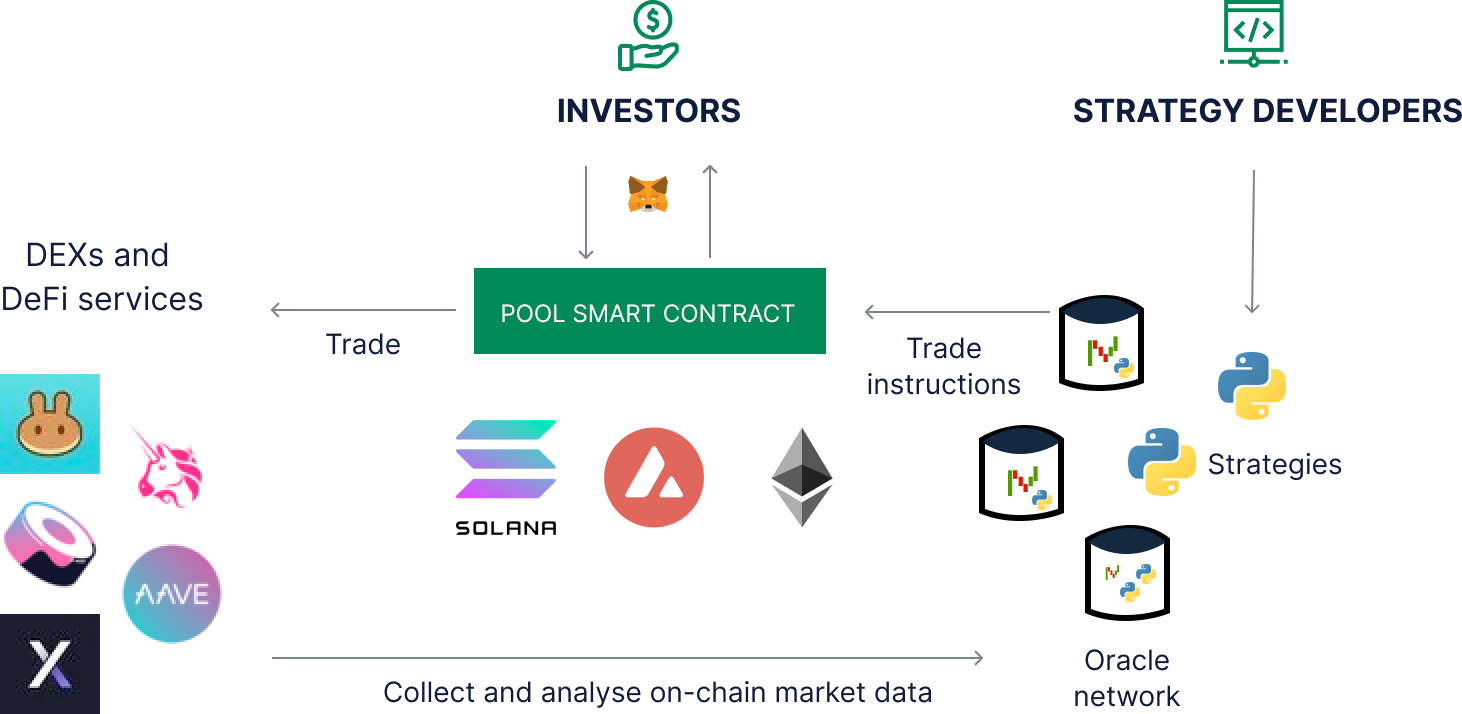 INVESTORS
STRATEGY DEVELOPERS
DEXs and
DeFi services
Trade
POOL SMART CONTRACT
Trade
instructions
Strategies
SOLANA
AAVE
Oracle
network
Collect and analyse on-chain market data